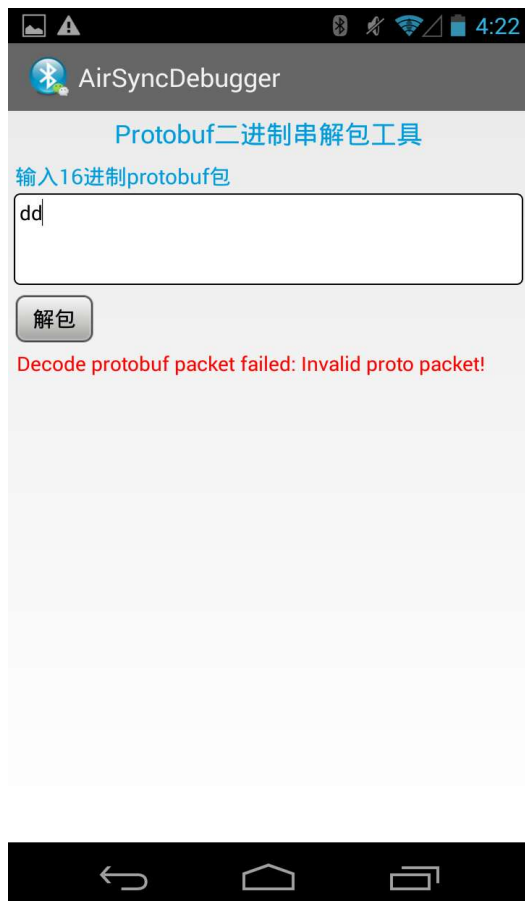 4:22
AirSyncDebugger
Protobuf二进制串解包工具
输入16进制protobuf包
dd
解包
Decode protobuf packet failed: Invalid proto packet!